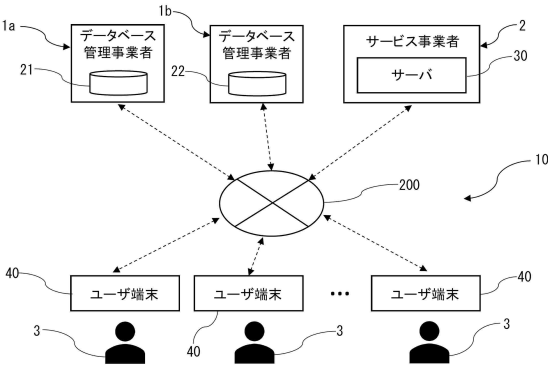 1a
データベース
管理事業者
21
1b
データベース
管理事業者
22
2
サービス事業者
30
サーバ
10
200
40
ユーザ端末
ユーザ端末
40
•••
ユーザ端末
40
3
3
3